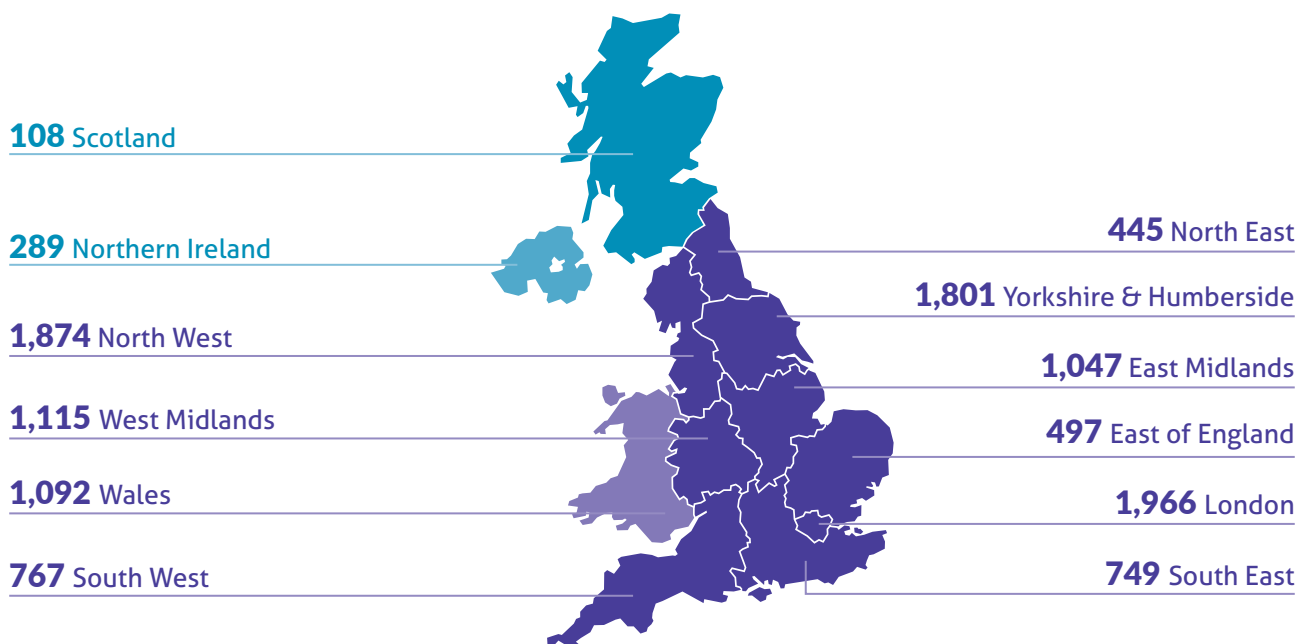 108 Scotland
289 Northern Ireland
1,874 North West
1,115 West Midlands
1,092 Wales
767 South West
445 North East
1,801 Yorkshire & Humberside
1,047 East Midlands
497 East of England
1,966 London
749 South East